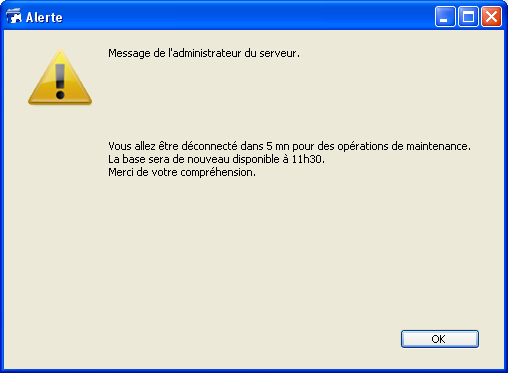 Alerte
Message de l'administrateur du serveur.
Vous allez être déconnecté dans 5 mn pour des opérations de maintenance.
La base sera de nouveau disponible à 11h30.
Merci de votre compréhension.
OK